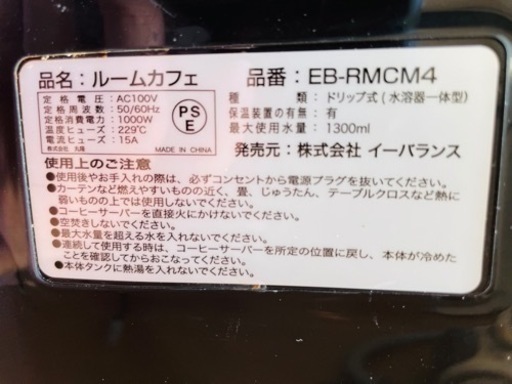 品名：ルームカフェ
品番：EB-RMCM4
定格電圧：AC100V
定格周波数：50/60Hz
定格消費電力：1000W
温度ヒューズ：229℃
電流ヒューズ：15A
株式会社 丸隆
PS
E
MADE IN CHINA
種類：ドリップ式（水容器一体型）
保温装置の有無：有
最大使用水量：1300ml
発売元：株式会社 イーバランス
使用上のご注意
●使用後やお手入れの際は、必ずコンセントから電源プラグを抜いてください。
●カーテンなど燃えやすいものの近く、畳、じゅうたん、テーブルクロスなど熱に
弱いものの上では使用しないでください。
●コーヒーサーバーを直接火にかけないでください。
●空焚きしないでください。
●最大水量を超える水を入れないでください。
●連続して使用する時は、コーヒーサーバーを所定の位置に戻し、本体が冷めた
ことを確認してからおこなってください。
●本体タンクに熱湯を入れないでください。